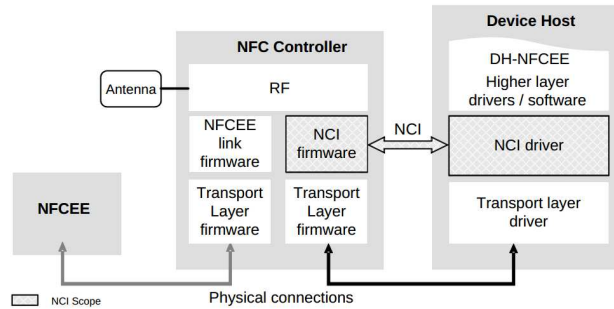 Device Host
NFC Controller
DH-NFCEE
Higher layer
drivers / software
Antenna
RF
NFCEE
link
firmware
NCI
firmware
NCI
NCI driver
NFCEE
Transport
Layer
firmware
Transport
Layer
firmware
Transport layer
driver
Physical connections
NCI Scope